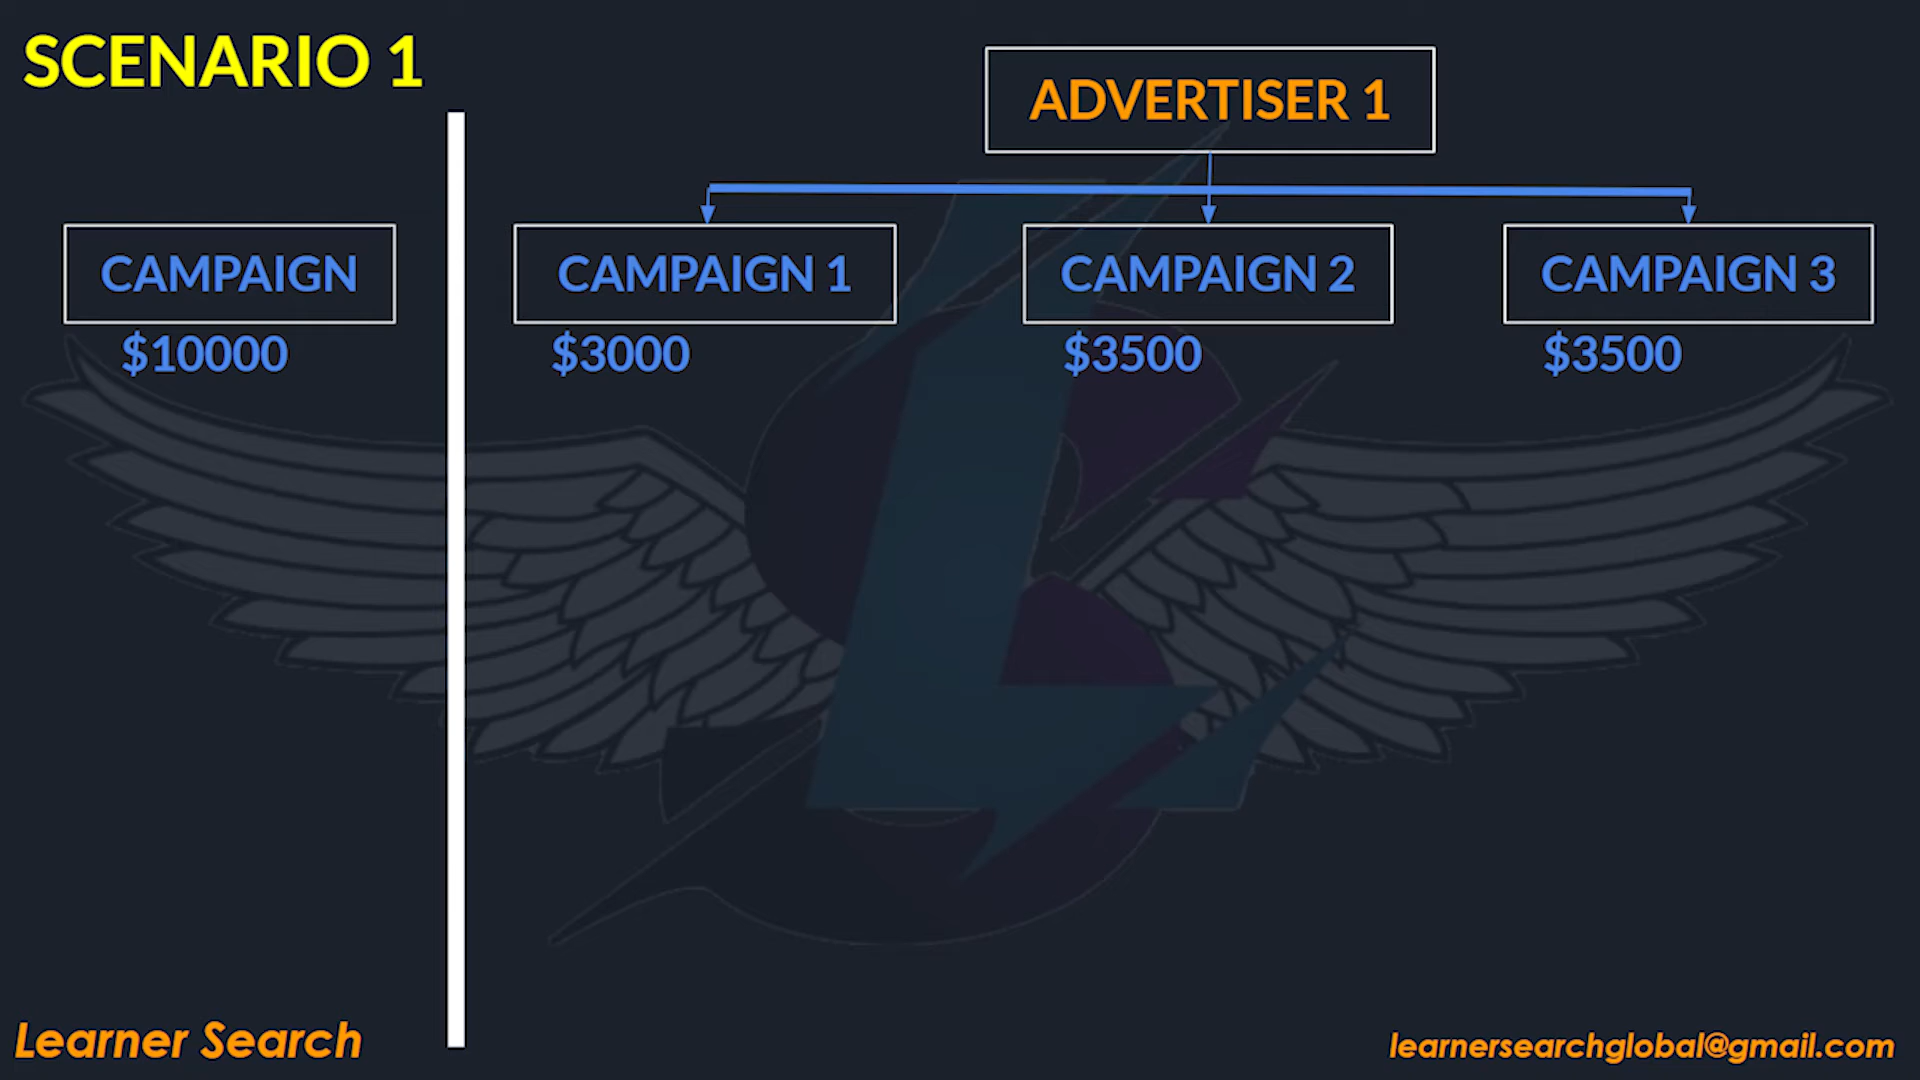 SCENARIO 1
ADVERTISER 1
CAMPAIGN
CAMPAIGN 1
CAMPAIGN 2
CAMPAIGN 3
$10000
$3000
$3500
$3500
Learner Search
learnersearchglobal@gmail.com